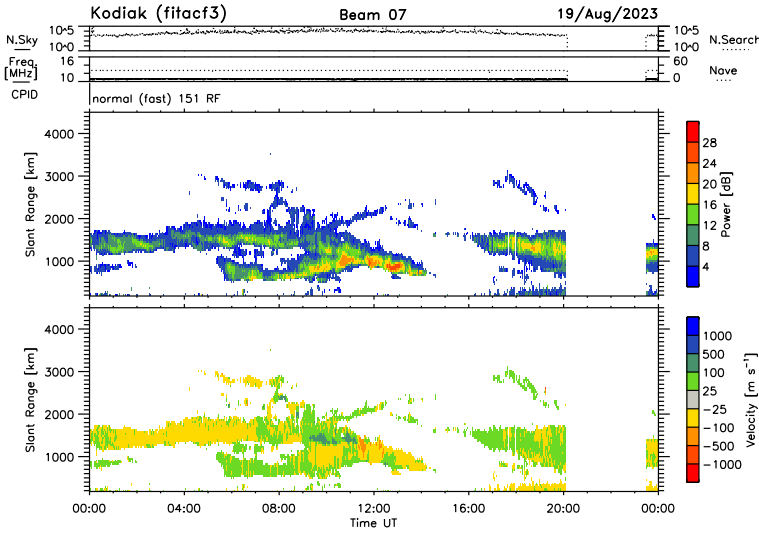 Kodiak (fitacf3) Beam 07 19/Aug/2023
N.Sky 10^5 10^0 10^5 10^0 N.Search
Freq. [MHz] 16 10 60 0 Nave
CPID normal (fast) 151 RF
Slant Range [km] 4000 3000 2000 1000
28 24 20 16 12 8 4 Power [dB]
Slant Range [km] 4000 3000 2000 1000
1000 500 100 25 -25 -100 -500 -1000 Velocity [m s^-1]
00:00 04:00 08:00 12:00 16:00 20:00 00:00
Time UT